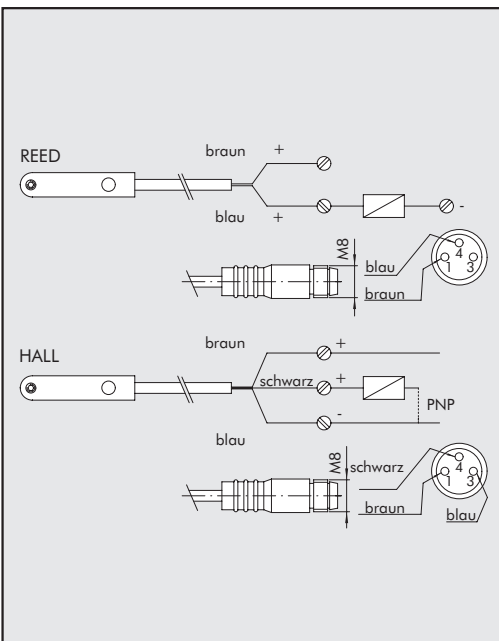 REED
braun +
blau + -
M8
blau
braun
4
1 3
HALL
braun +
schwarz +
PNP
-
blau
M8
schwarz
braun
4
1 3
blau